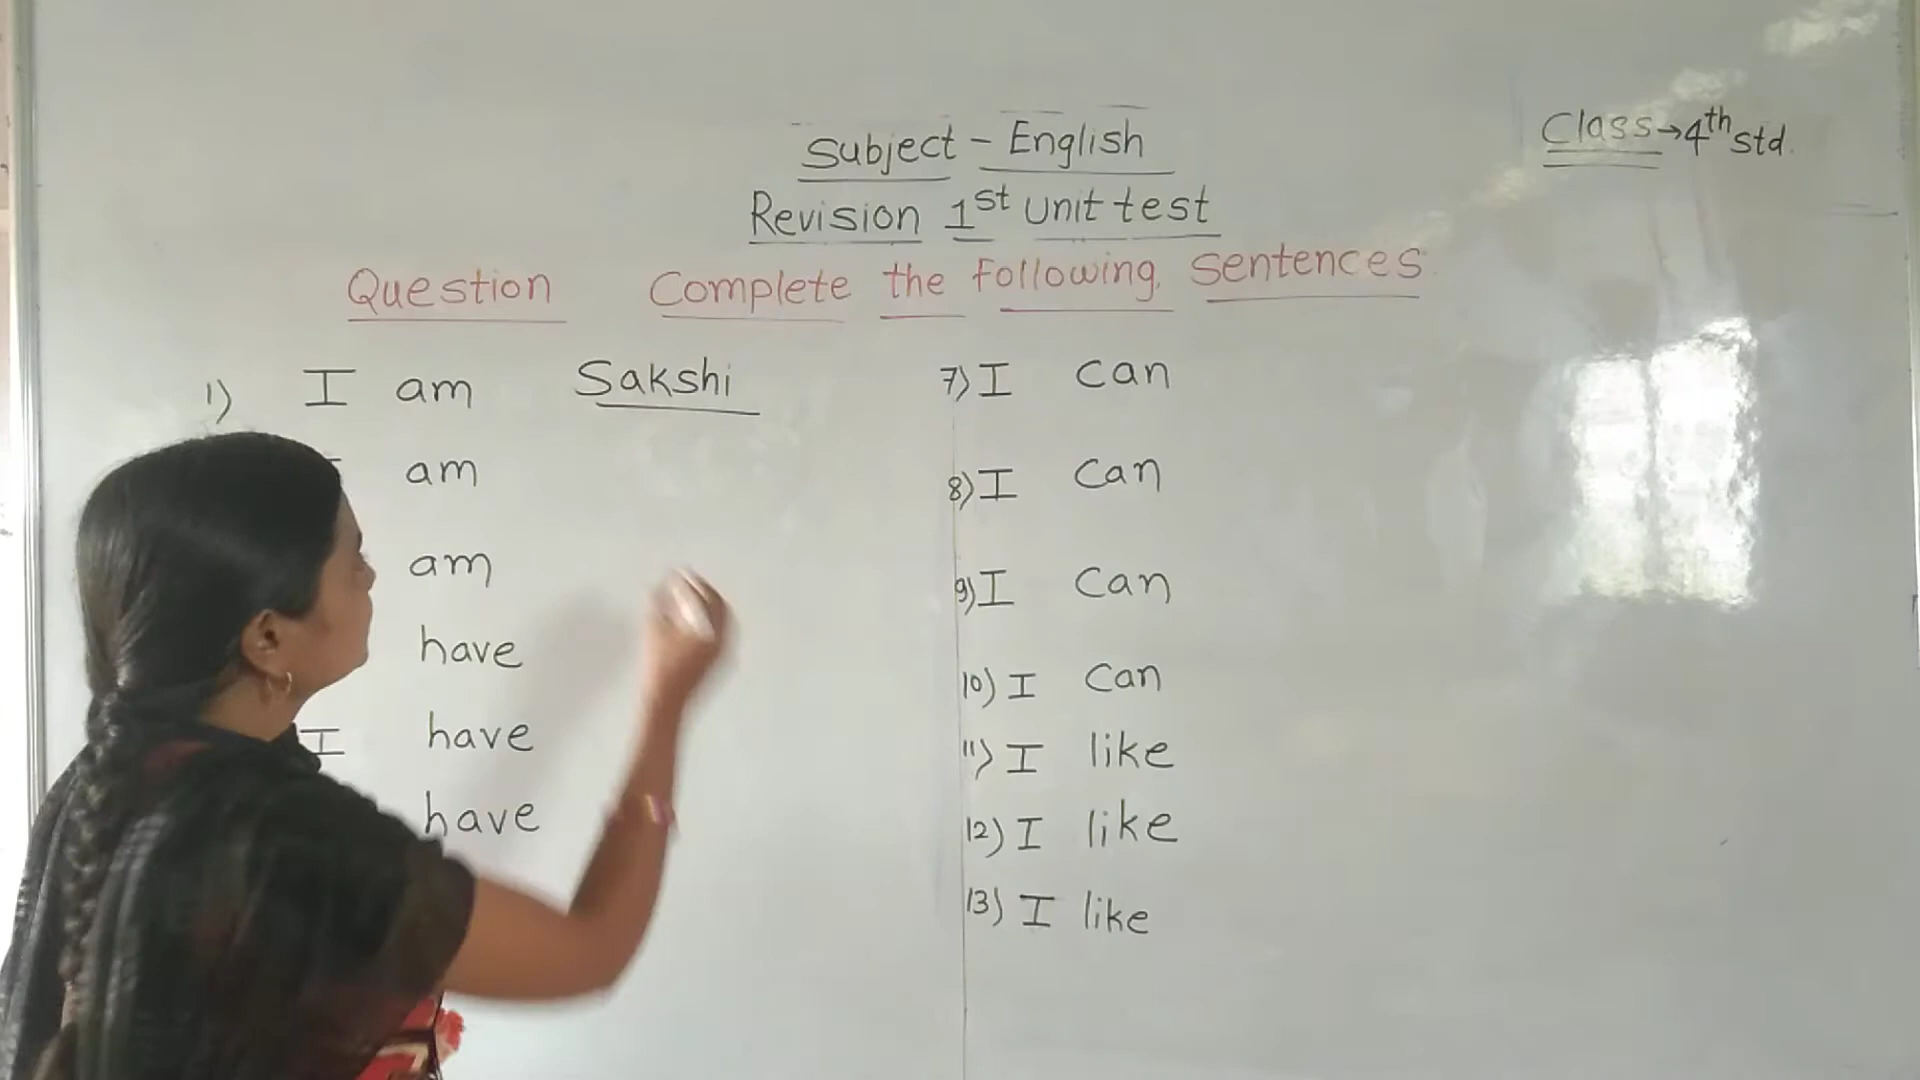 Subject - English
Class→4th std.
Revision 1st unit test
Question Complete the following. sentences
1) I am Sakshi
am
am
have
I have
have
7) I can
8) I can
9) I can
10) I can
11) I like
12) I like
13) I like